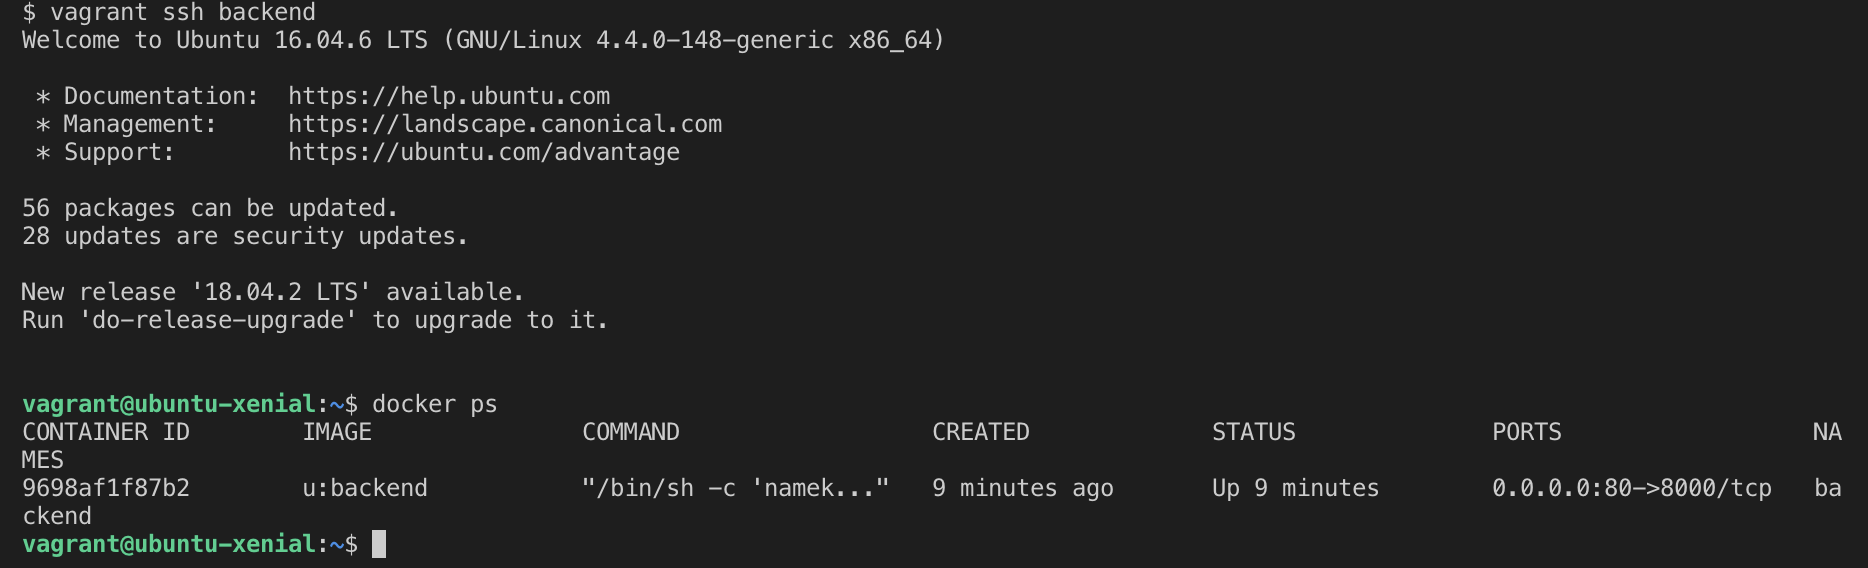 $ vagrant ssh backend
Welcome to Ubuntu 16.04.6 LTS (GNU/Linux 4.4.0-148-generic x86_64)
* Documentation:  https://help.ubuntu.com
* Management:     https://landscape.canonical.com
* Support:        https://ubuntu.com/advantage
56 packages can be updated.
28 updates are security updates.
New release '18.04.2 LTS' available.
Run 'do-release-upgrade' to upgrade to it.
vagrant@ubuntu-xenial:~$ docker ps
CONTAINER ID        IMAGE               COMMAND                  CREATED             STATUS              PORTS                  NA
MES
9698af1f87b2        u:backend           "/bin/sh -c 'namek..."   9 minutes ago       Up 9 minutes        0.0.0.0:80->8000/tcp   ba
ckend
vagrant@ubuntu-xenial:~$